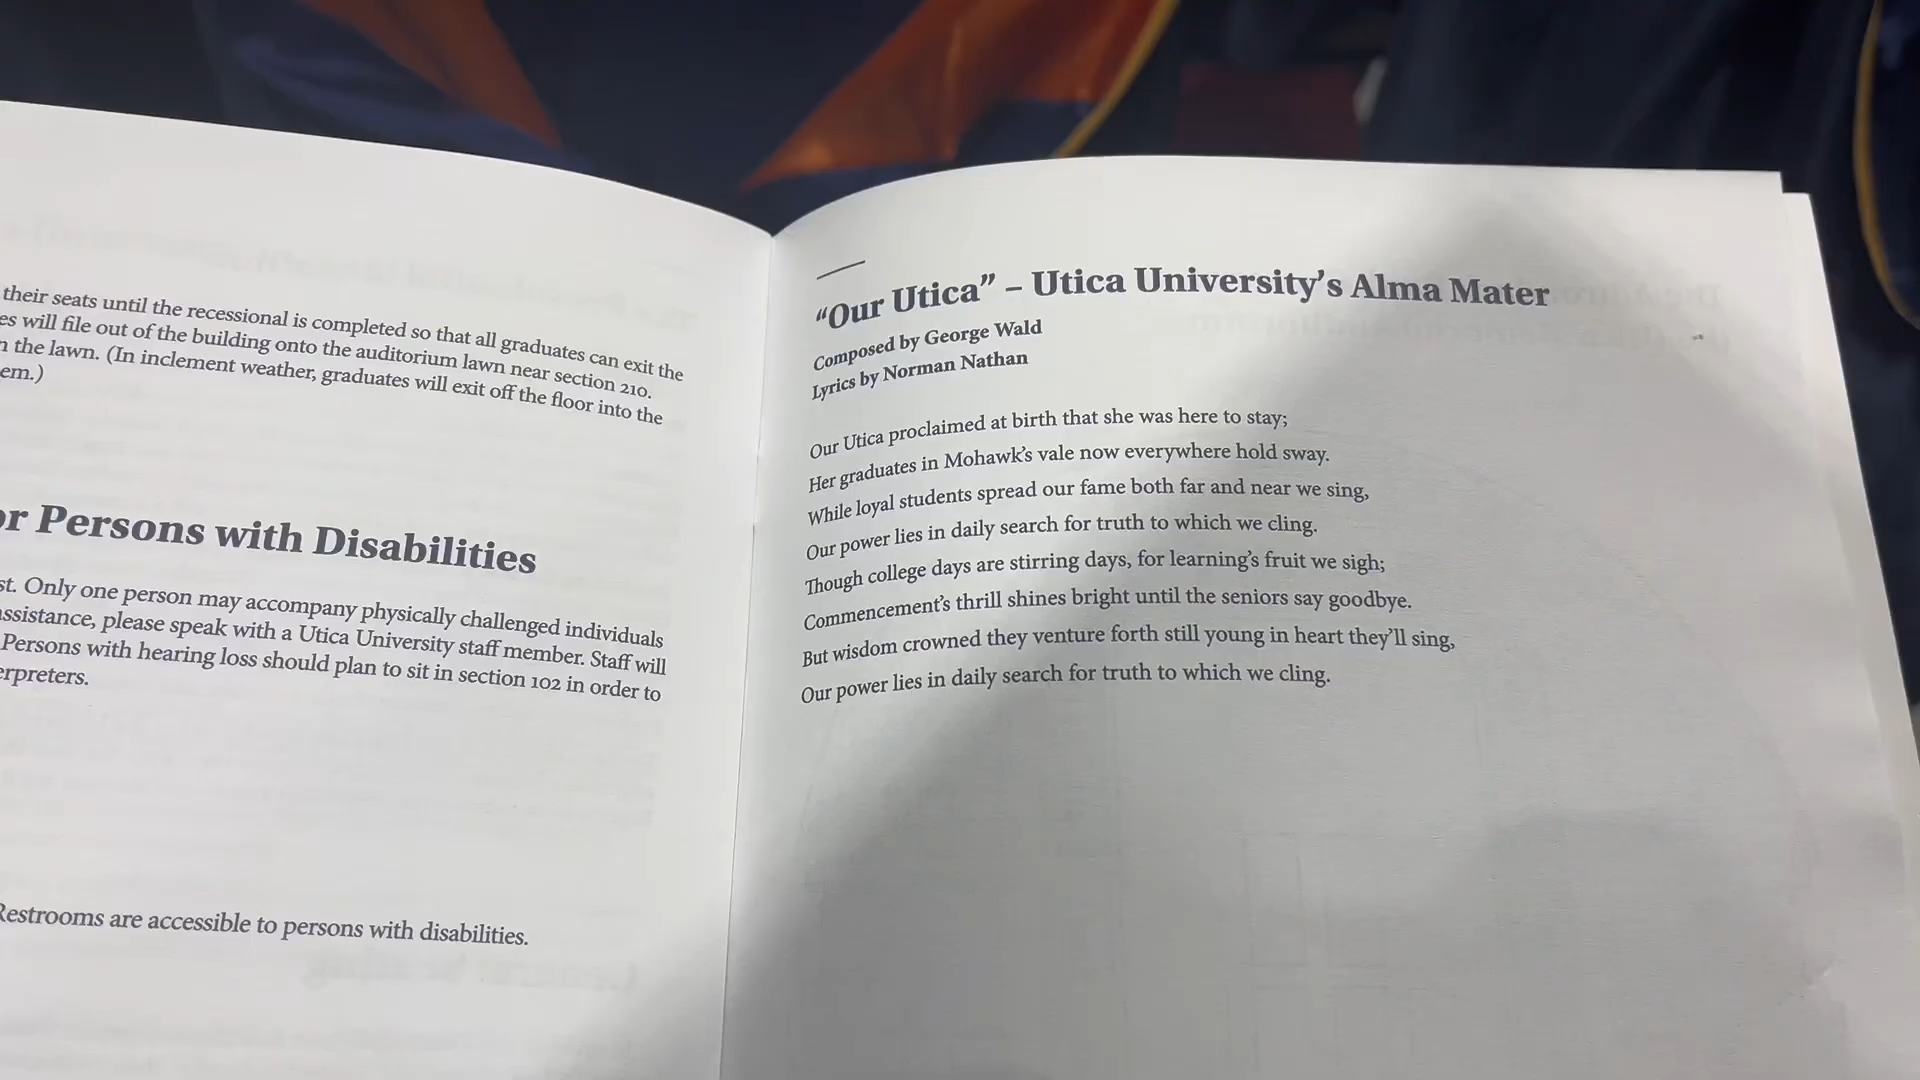 their seats until the recessional is completed so that all graduates can exit the
will file out of the building onto the auditorium lawn near section 210.
the lawn. (In inclement weather, graduates will exit off the floor into the
Persons with Disabilities
Only one person may accompany physically challenged individuals
assistance, please speak with a Utica University staff member. Staff will
Persons with hearing loss should plan to sit in section 102 in order to
Restrooms are accessible to persons with disabilities.
“Our Utica” – Utica University’s Alma Mater
Composed by George Wald
Lyrics by Norman Nathan
Our Utica proclaimed at birth that she was here to stay;
Her graduates in Mohawk’s vale now everywhere hold sway.
While loyal students spread our fame both far and near we sing,
Our power lies in daily search for truth to which we cling.
Though college days are stirring days, for learning’s fruit we sigh;
Commencement’s thrill shines bright until the seniors say goodbye.
But wisdom crowned they venture forth still young in heart they’ll sing,
Our power lies in daily search for truth to which we cling.